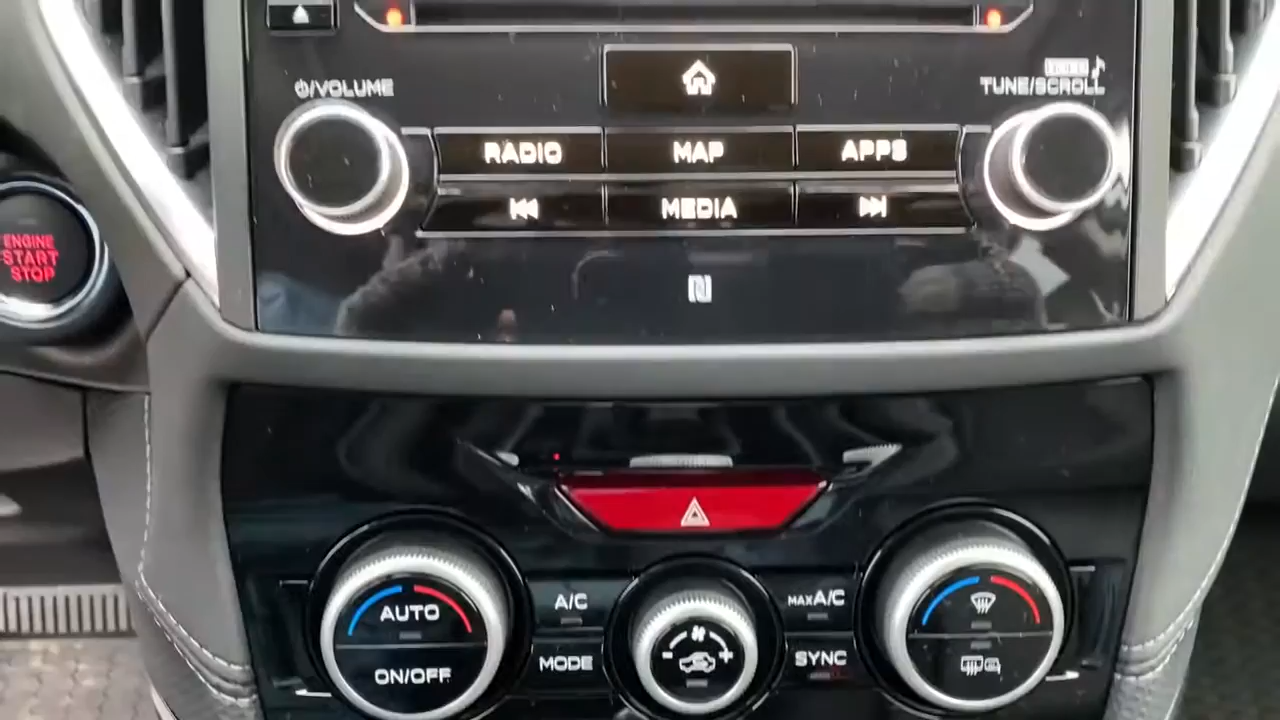 ⏻/VOLUME
TUNE/SCROLL
RADIO
MAP
APPS
MEDIA
ENGINE
START
STOP
AUTO
ON/OFF
A/C
MODE
- +
MAX A/C
SYNC